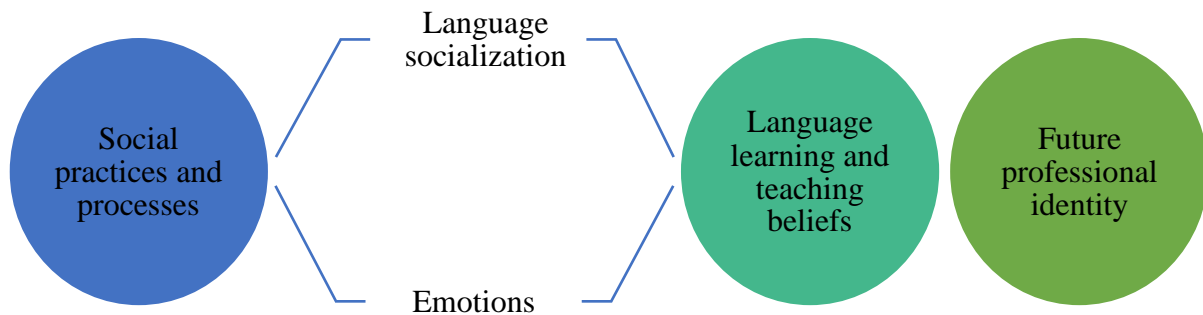 Social
practices and
processes
Language
socialization
Emotions
Language
learning and
teaching
beliefs
Future
professional
identity